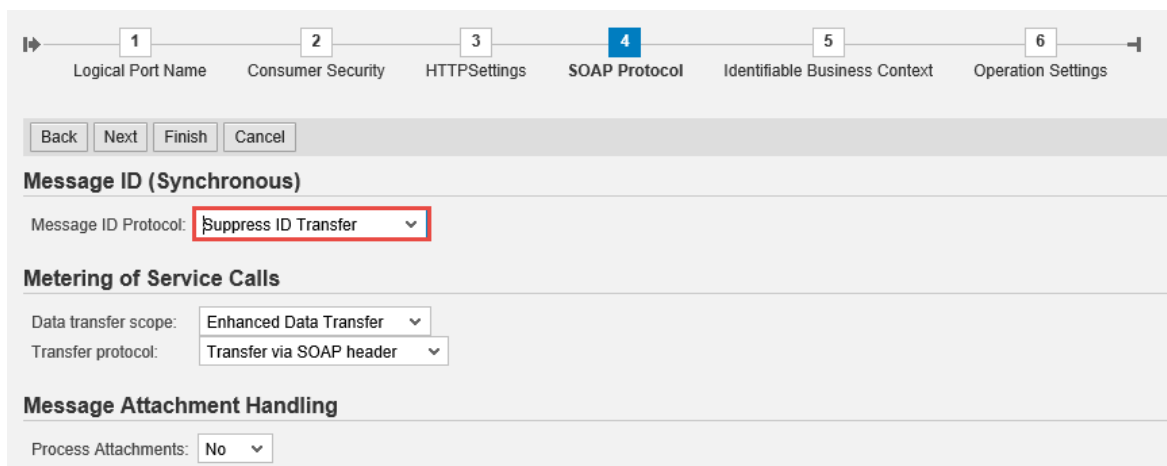 1 2 3 4 5 6
Logical Port Name Consumer Security HTTPSettings SOAP Protocol Identifiable Business Context Operation Settings
Back Next Finish Cancel
Message ID (Synchronous)
Message ID Protocol: Suppress ID Transfer
Metering of Service Calls
Data transfer scope: Enhanced Data Transfer
Transfer protocol: Transfer via SOAP header
Message Attachment Handling
Process Attachments: No